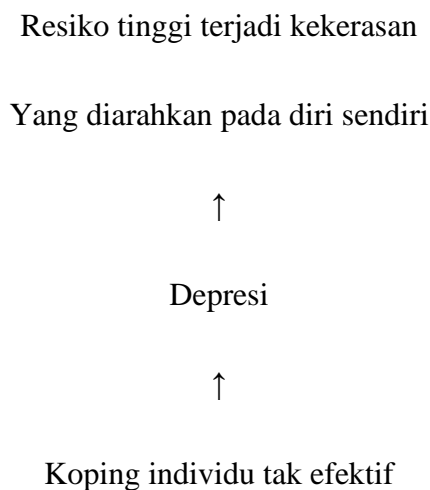 Resiko tinggi terjadi kekerasan
Yang diarahkan pada diri sendiri
↑
Depresi
↑
Koping individu tak efektif